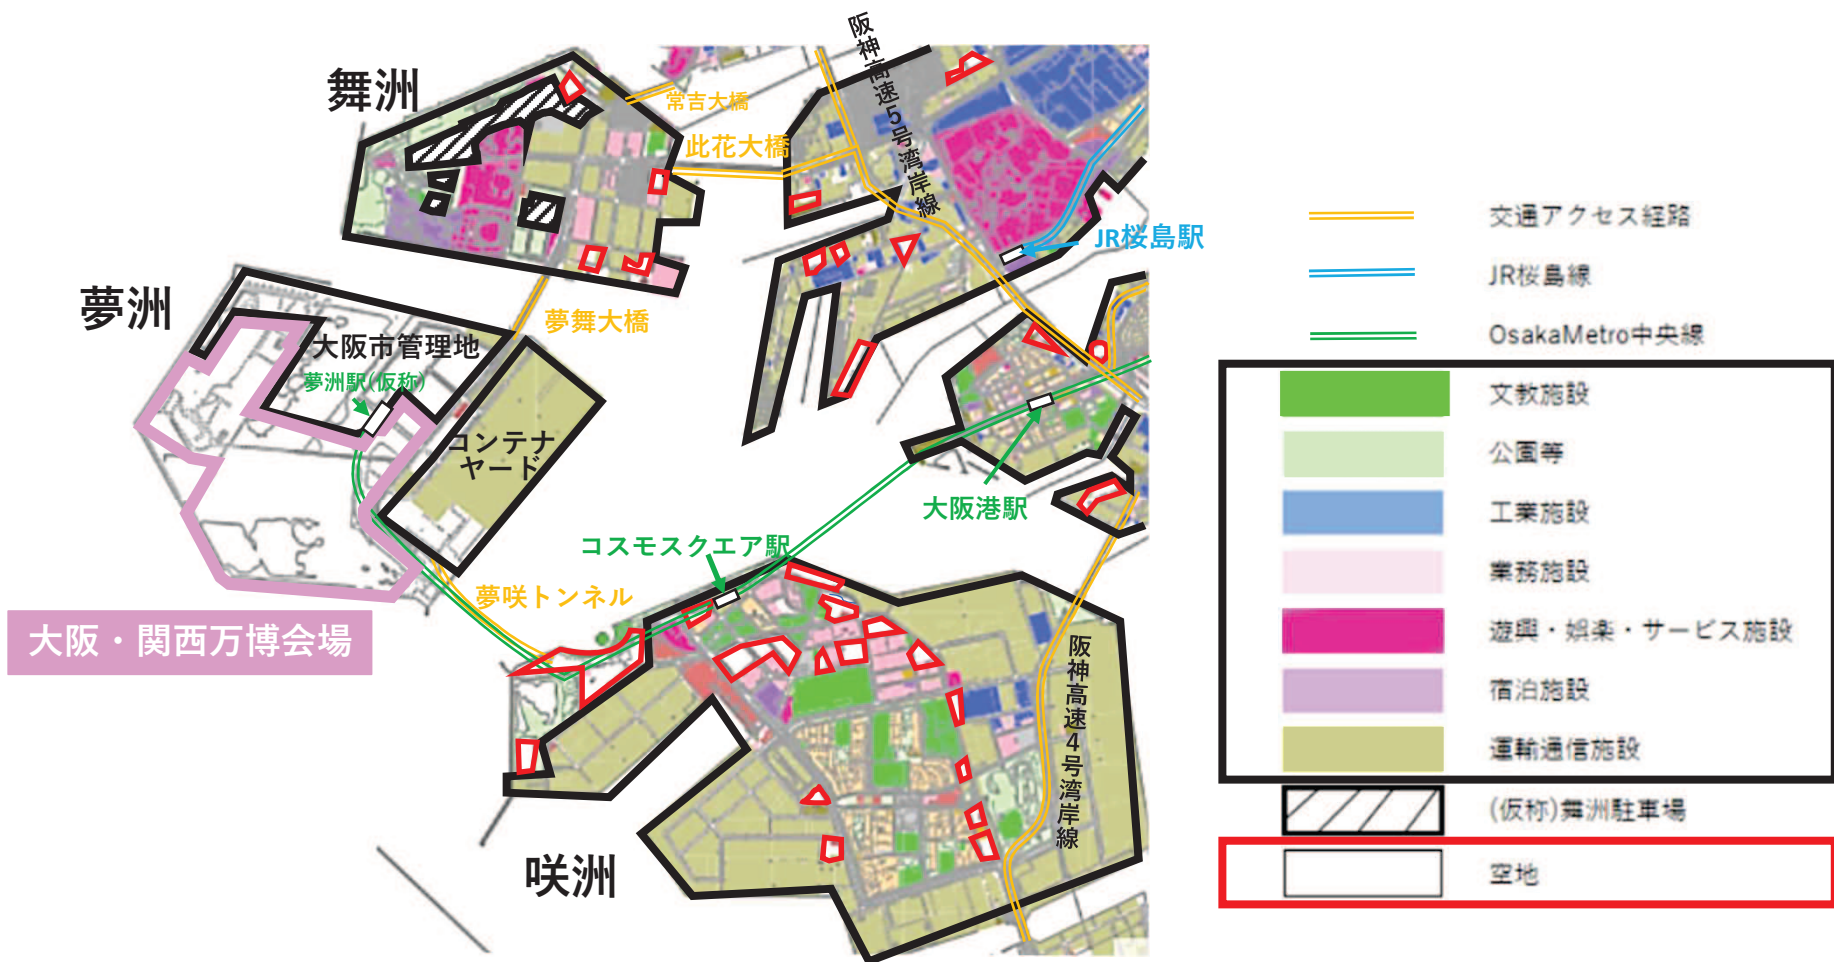 舞洲
常吉大橋
此花大橋
阪神高速5号湾岸線
JR桜島駅
夢洲
夢舞大橋
大阪市管理地
夢洲駅(仮称)
コンテナ
ヤード
大阪港駅
コスモスクエア駅
夢咲トンネル
大阪・関西万博会場
阪神高速4号湾岸線
咲洲
交通アクセス経路
JR桜島線
OsakaMetro中央線
文教施設
公園等
工業施設
業務施設
遊興・娯楽・サービス施設
宿泊施設
運輸通信施設
(仮称)舞洲駐車場
空地